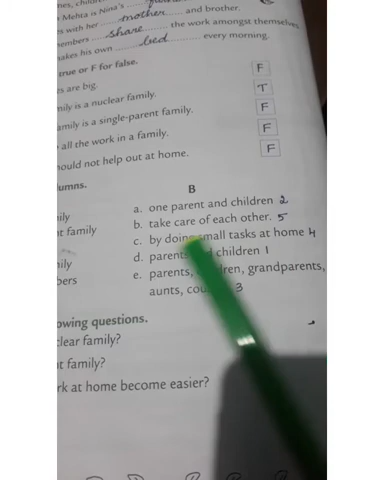 Mehta is Nina's
es with her mother and brother.
embers share the work amongst themselves
akes his own bed every morning.
true or F for false.
es are big. F
nily is a nuclear family. T
amily is a single-parent family. F
all the work in a family. F
hould not help out at home. F
umns.
B
ily a. one parent and children 2
nt family b. take care of each other. 5
c. by doing small tasks at home 4
ily d. parents children 1
bers e. parents, grandparents,
aunts, 3
owing questions.
clear family?
t family?
rk at home become easier?